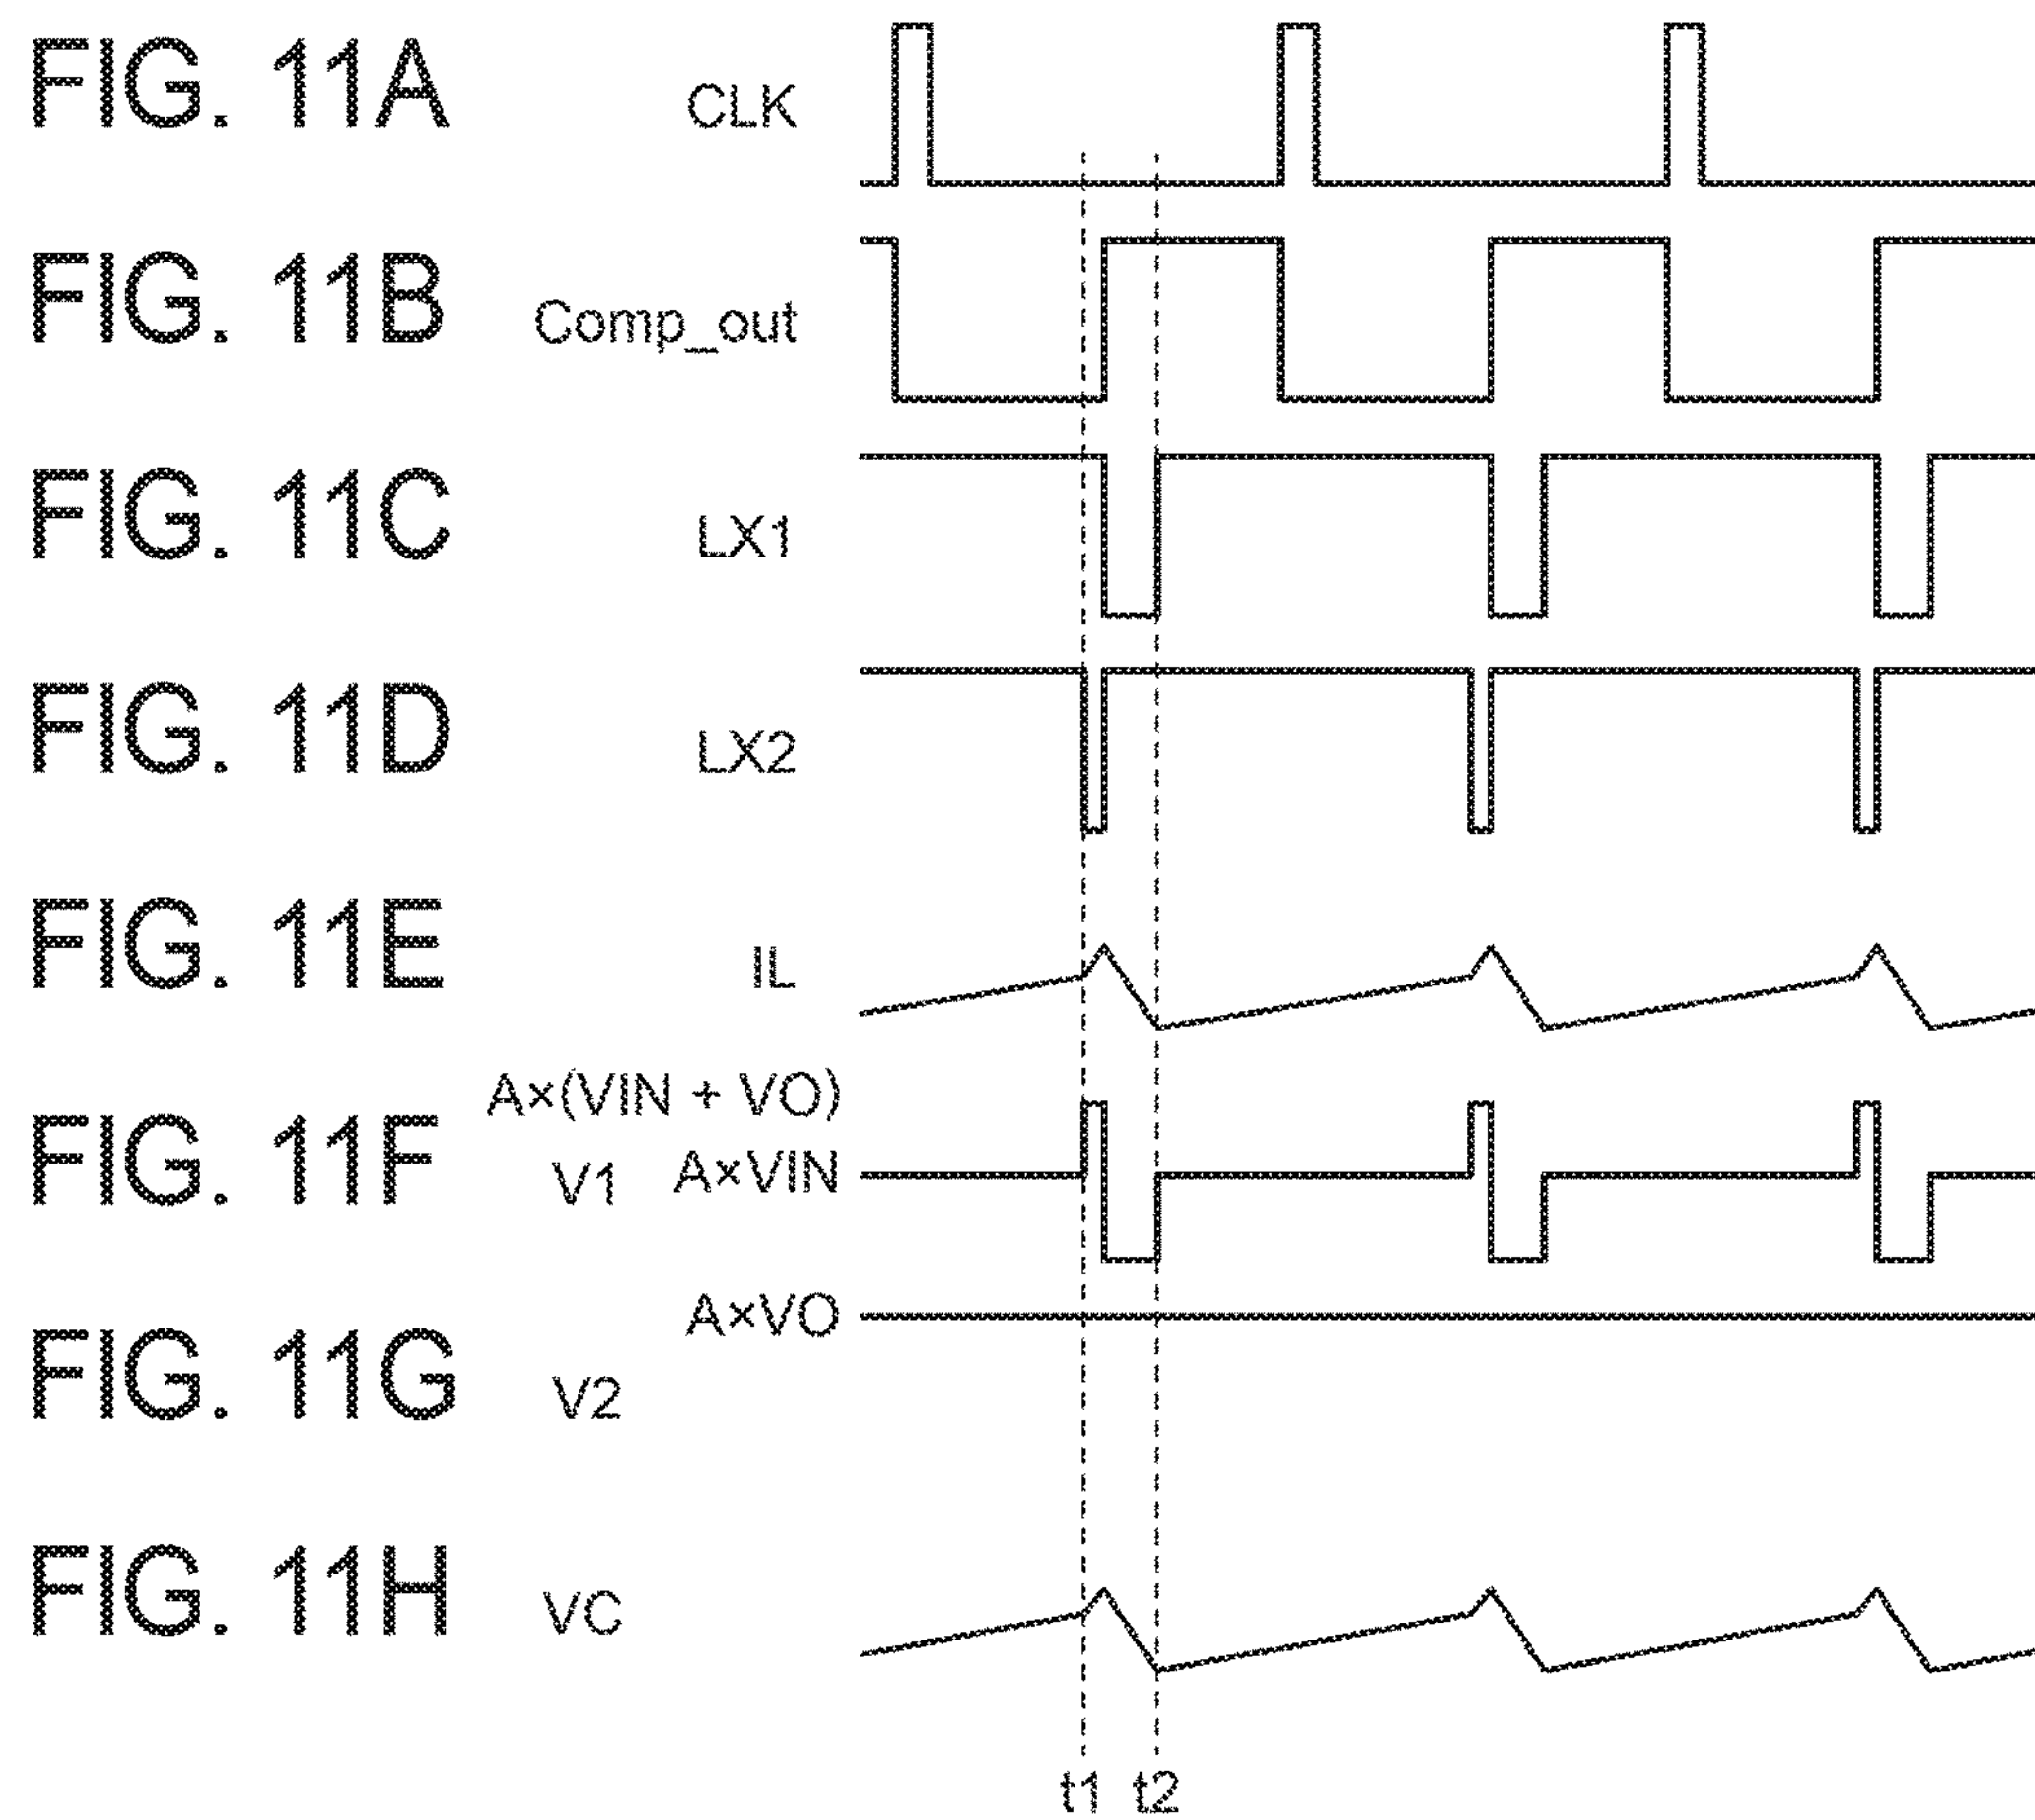 FIG. 11A CLK
FIG. 11B Comp_out
FIG. 11C LX1
FIG. 11D LX2
FIG. 11E IL
A×(VIN + VO)
FIG. 11F V1 A×VIN
A×VO
FIG. 11G V2
FIG. 11H VC
t1 t2